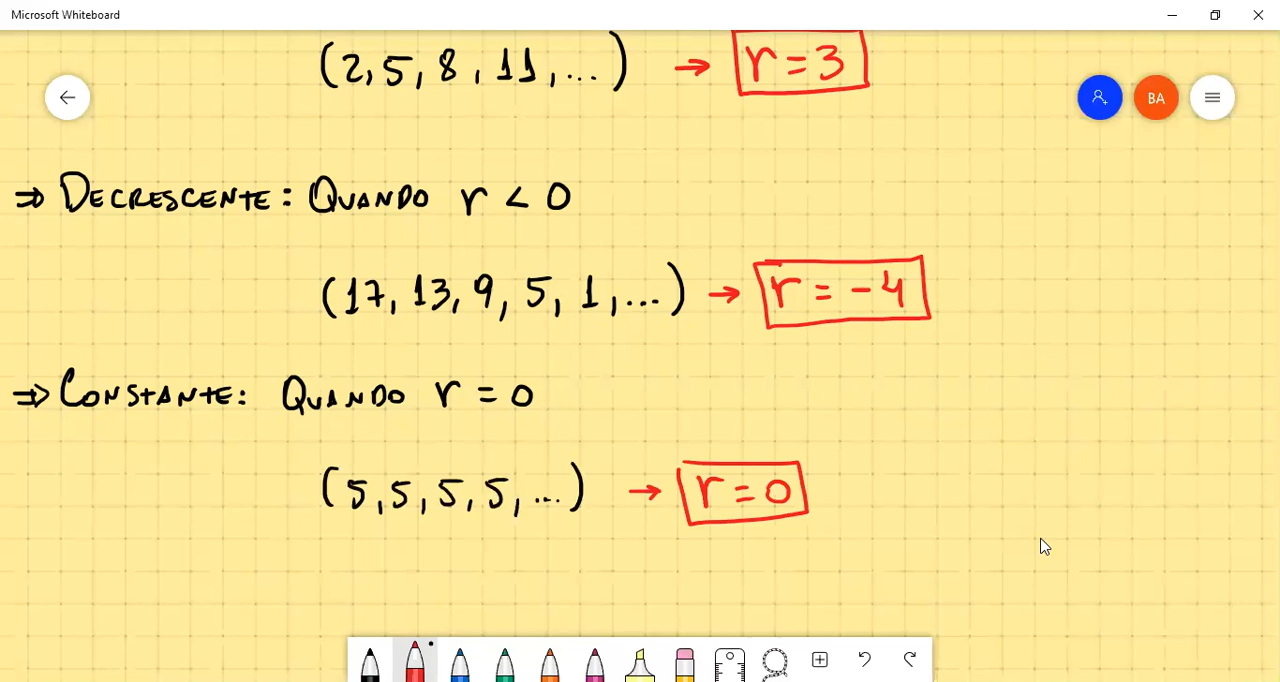 Microsoft Whiteboard
(2, 5, 8, 11, ...) → r = 3
BA
⇒ DECRESCENTE: QUANDO r < 0
(17, 13, 9, 5, 1, ...) → r = -4
⇒ CONSTANTE: QUANDO r = 0
(5, 5, 5, 5, ...) → r = 0